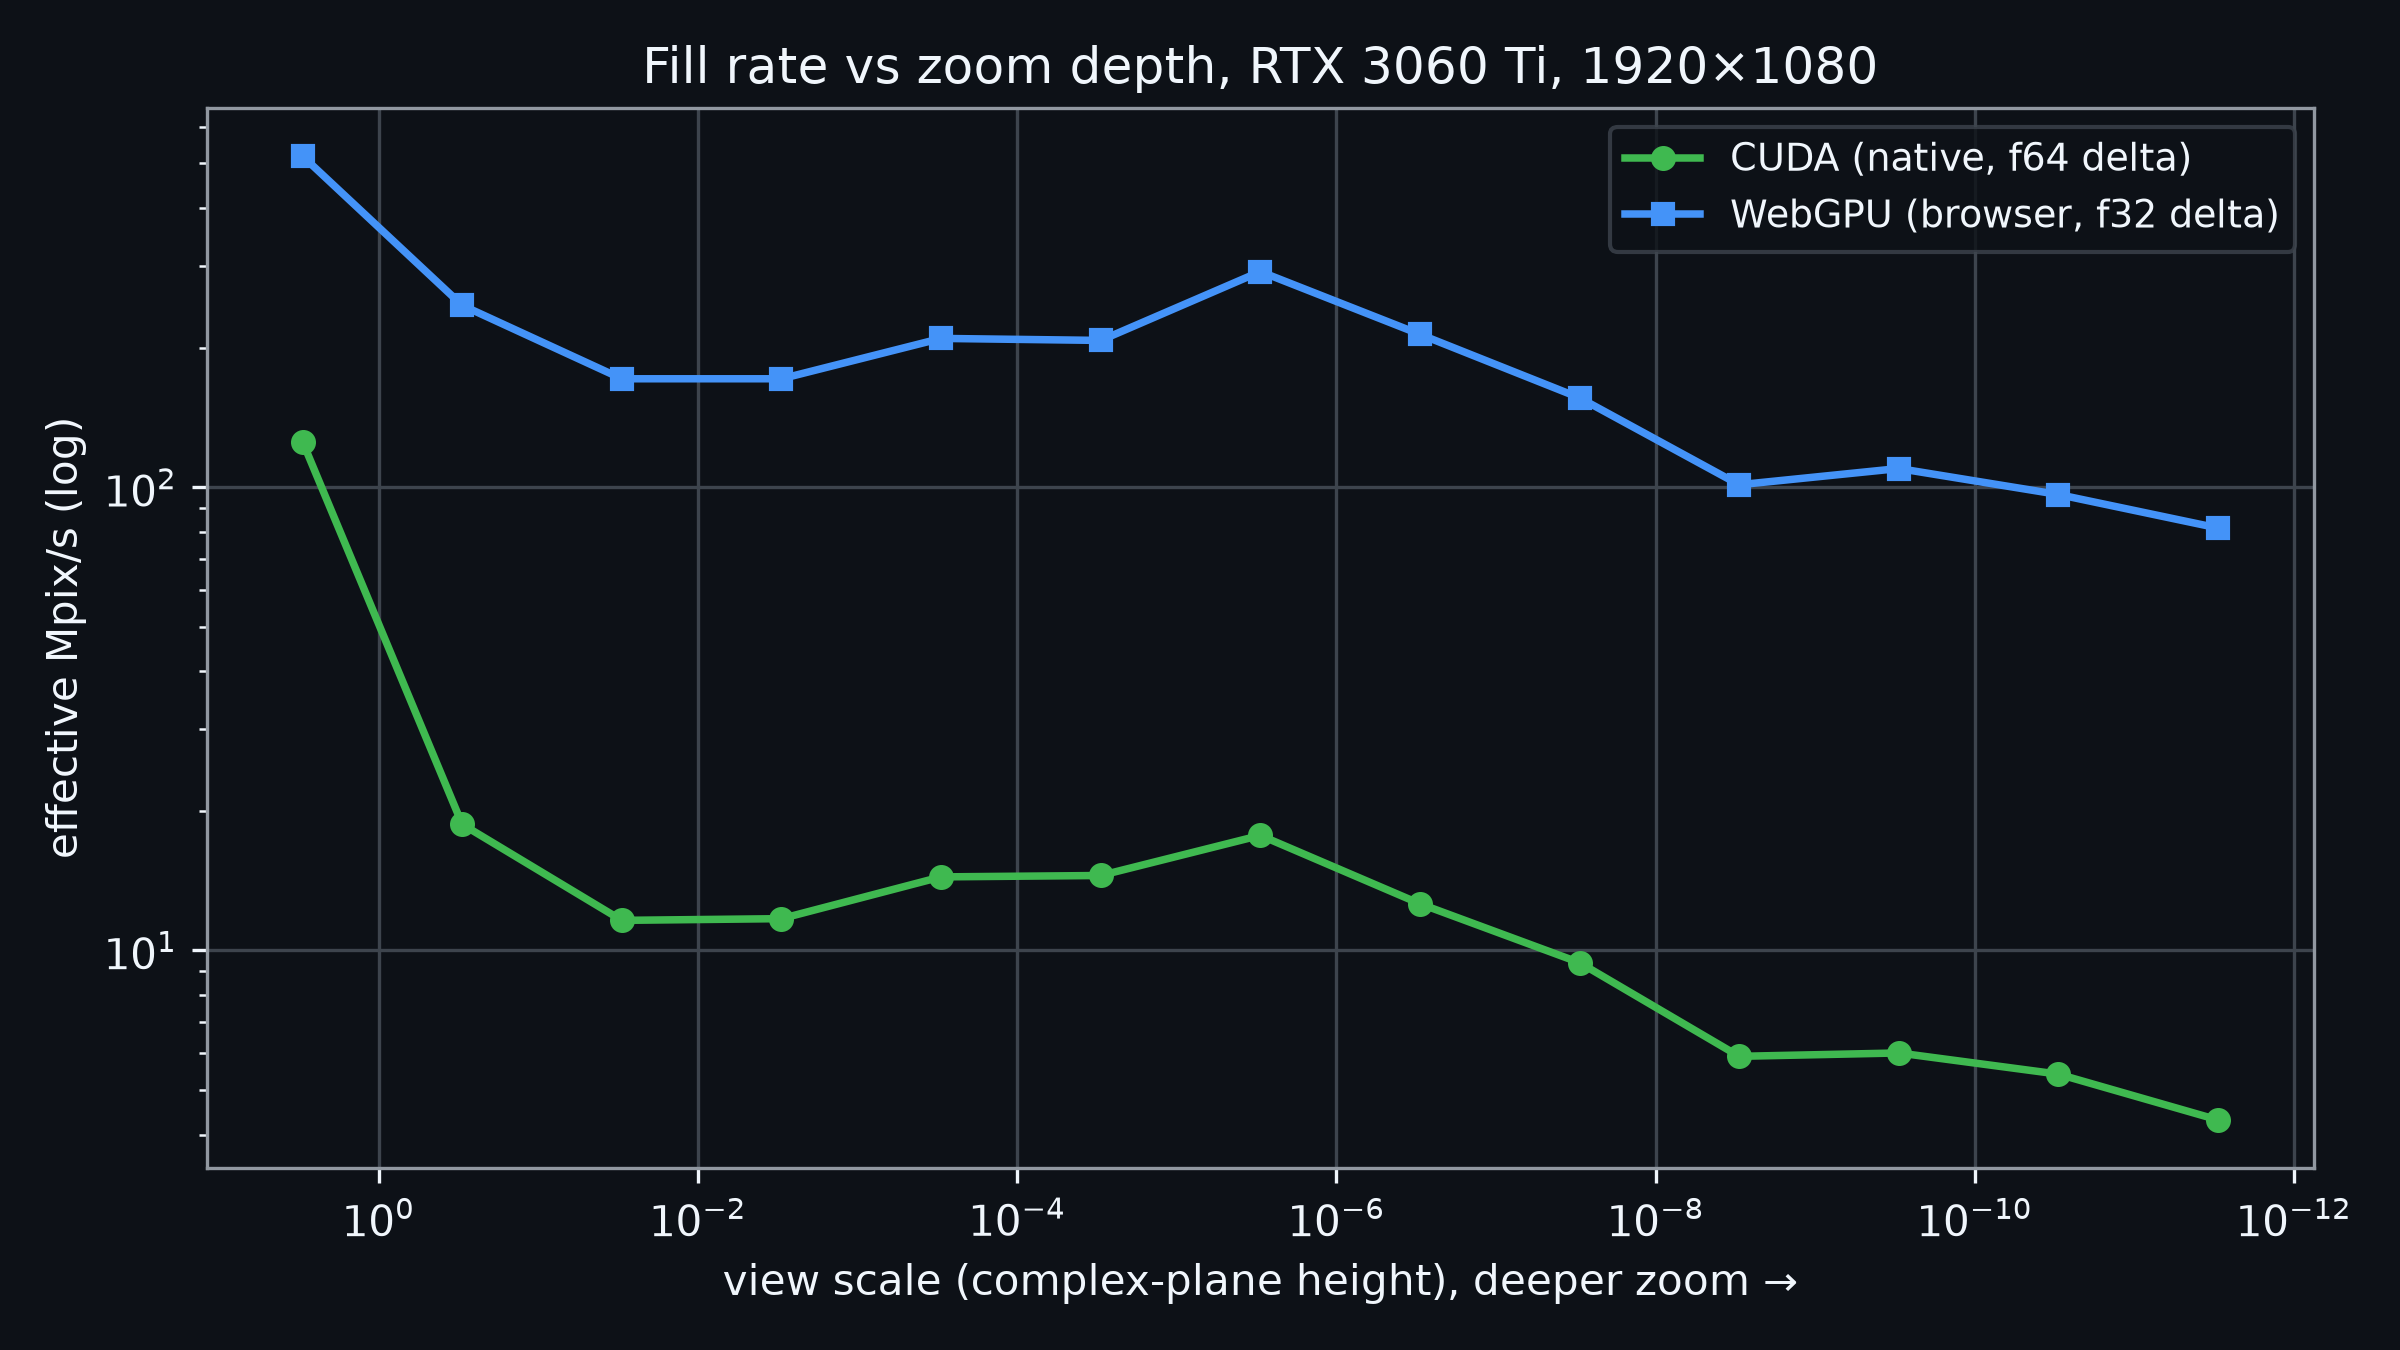 Fill rate vs zoom depth, RTX 3060 Ti, 1920×1080
CUDA (native, f64 delta)
WebGPU (browser, f32 delta)
effective Mpix/s (log)
10²
10¹
10⁰ 10⁻² 10⁻⁴ 10⁻⁶ 10⁻⁸ 10⁻¹⁰ 10⁻¹²
view scale (complex-plane height), deeper zoom →